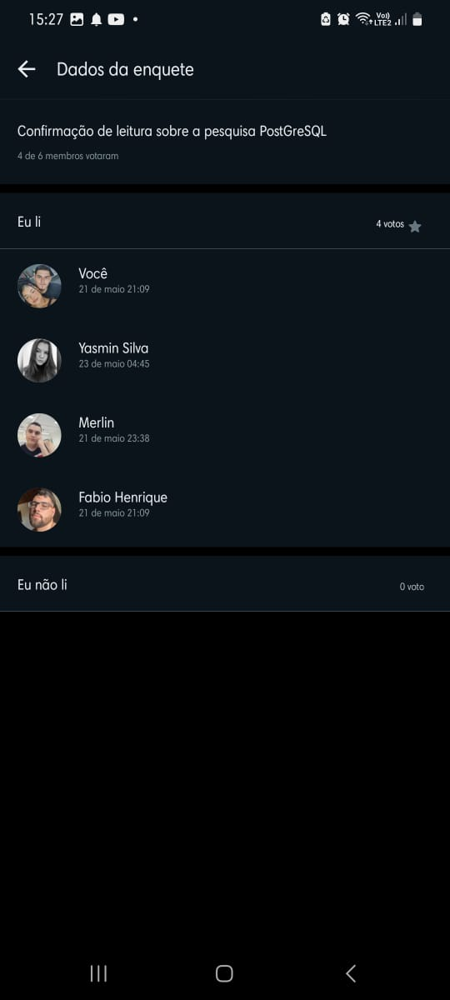 15:27
Vo))
LTE2
Dados da enquete
Confirmação de leitura sobre a pesquisa PostGreSQL
4 de 6 membros votaram
Eu li
4 votos
Você
21 de maio 21:09
Yasmin Silva
23 de maio 04:45
Merlin
21 de maio 23:38
Fabio Henrique
21 de maio 21:09
Eu não li
0 voto